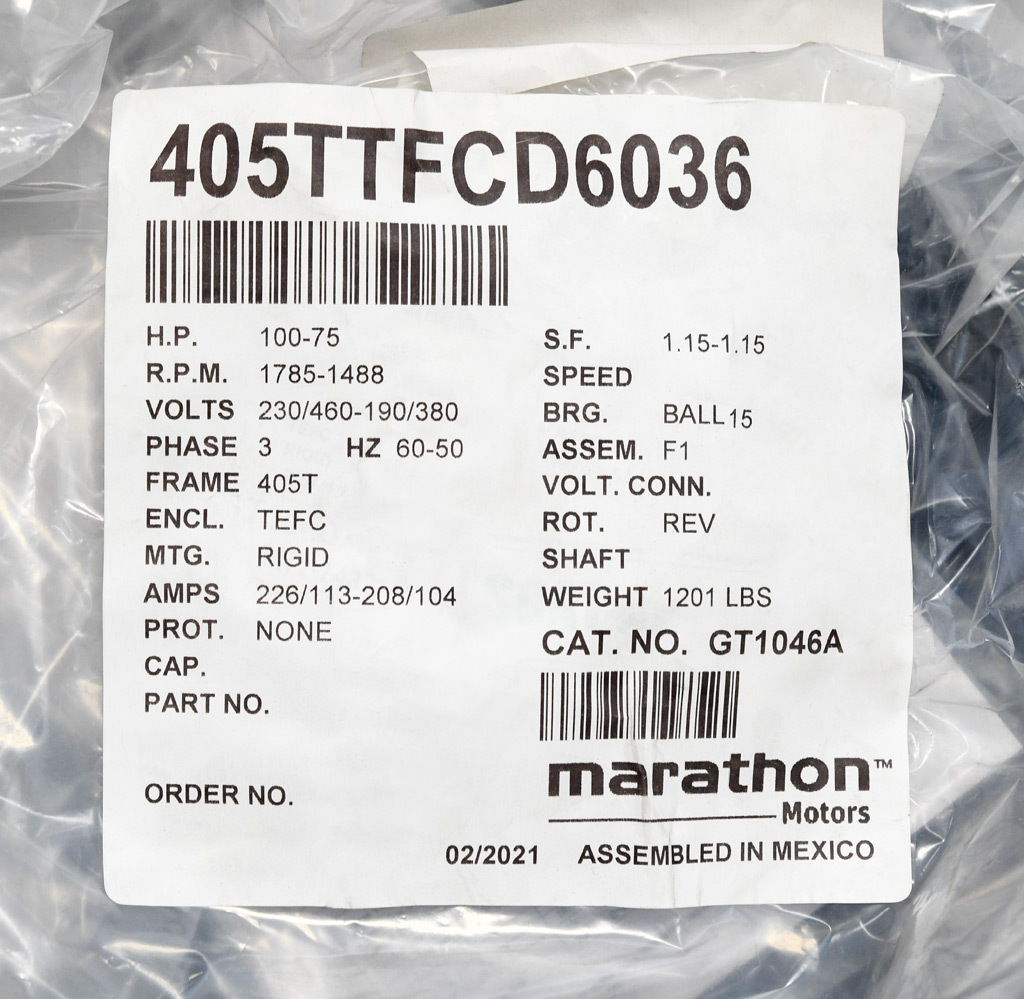 405TTFCD6036
H.P. 100-75
R.P.M. 1785-1488
VOLTS 230/460-190/380
PHASE 3 HZ 60-50
FRAME 405T
ENCL. TEFC
MTG. RIGID
AMPS 226/113-208/104
PROT. NONE
CAP.
PART NO.
ORDER NO.
S.F. 1.15-1.15
SPEED
BRG. BALL 15
ASSEM. F1
VOLT. CONN.
ROT. REV
SHAFT
WEIGHT 1201 LBS
CAT. NO. GT1046A
marathon™
Motors
02/2021 ASSEMBLED IN MEXICO